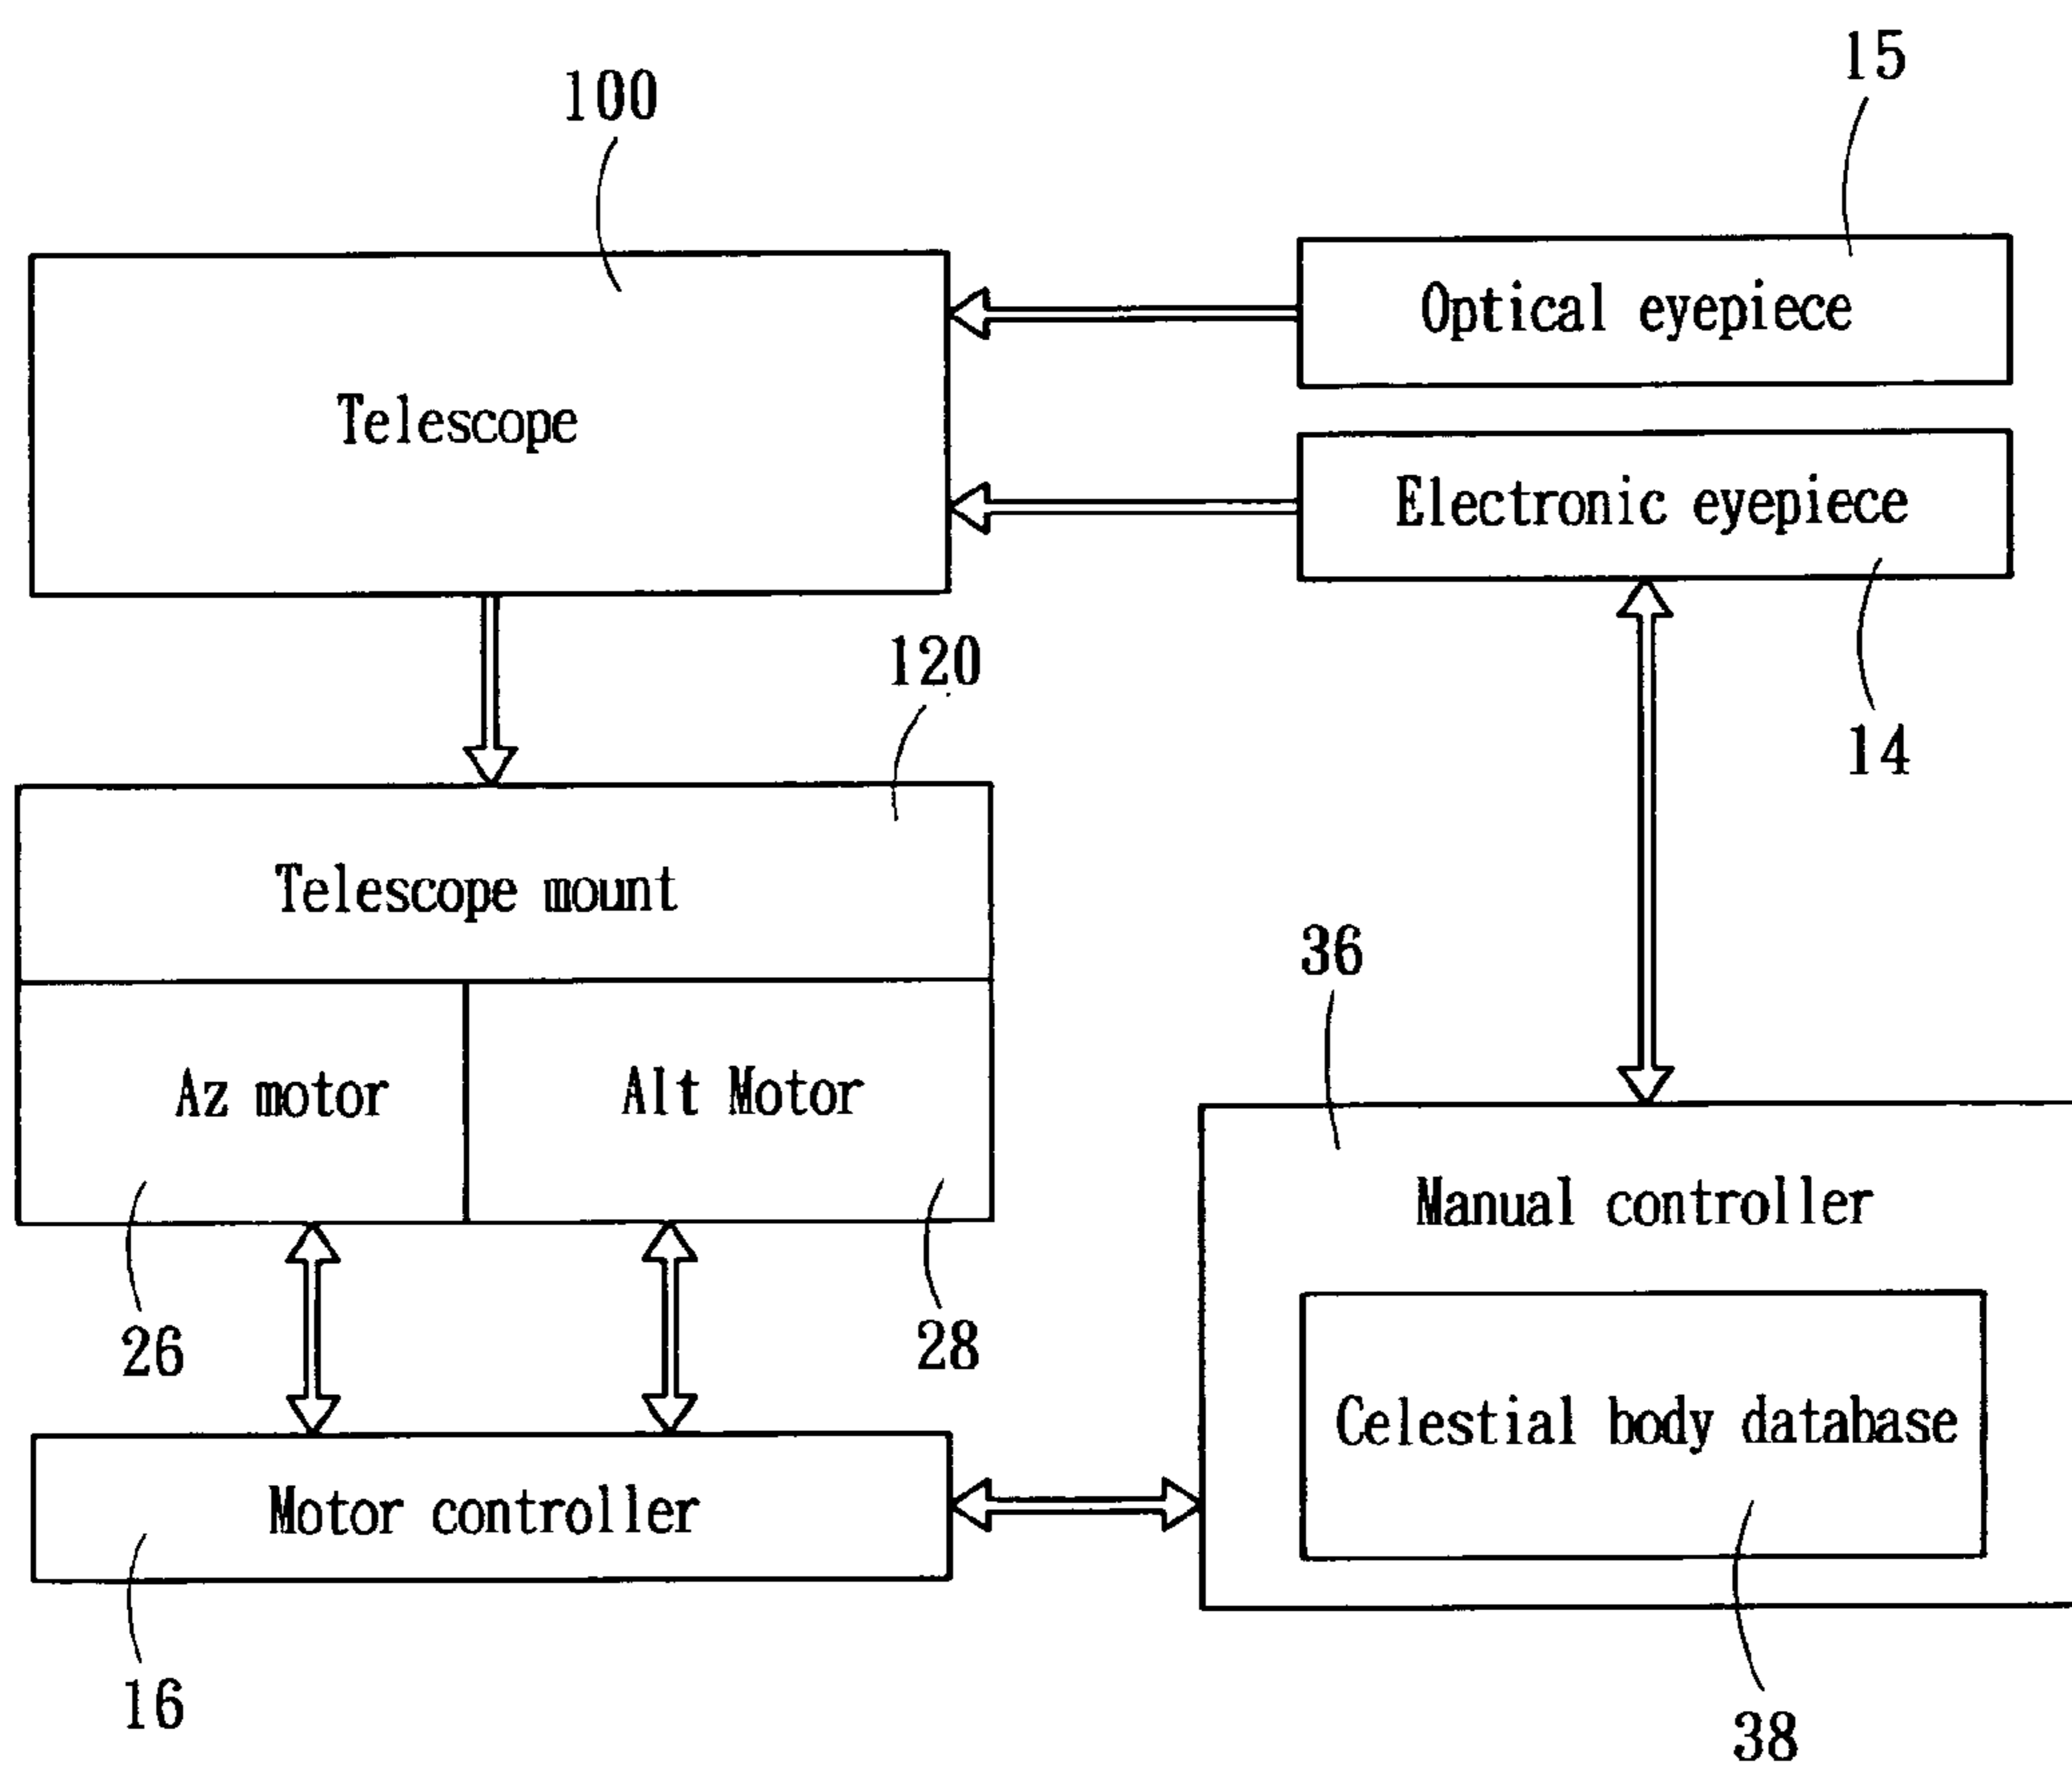 15
100
Optical eyepiece
Telescope
Electronic eyepiece
120
14
Telescope mount
36
Az motor
Alt Motor
Manual controller
26
28
Celestial body database
Motor controller
16
38